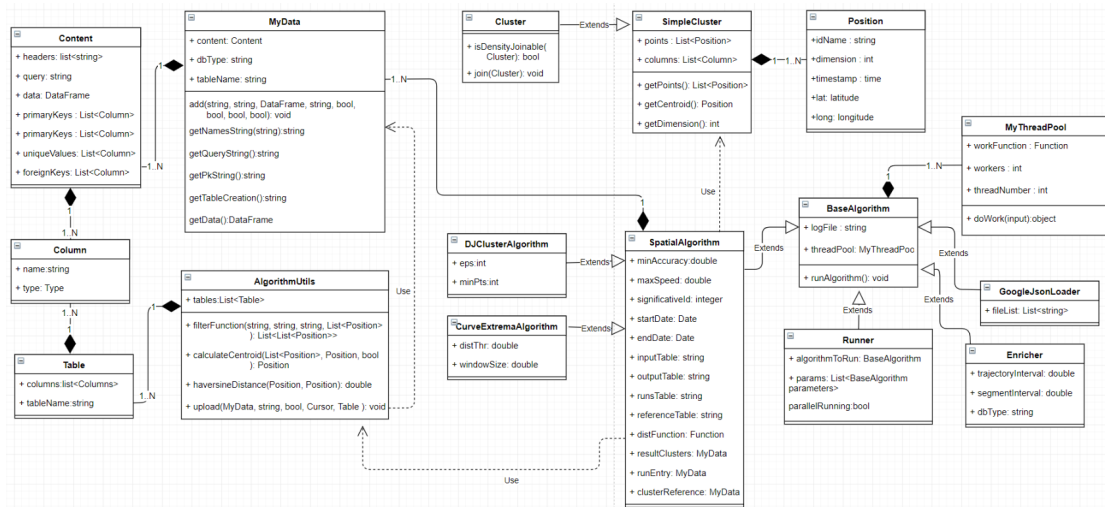 Content
+ headers: list<string>
+ query: string
+ data: DataFrame
+ primaryKeys : List<Column>
+ primaryKeys : List<Column>
+ uniqueValues: List<Column>
+ foreignKeys: List<Column>
1
1..N
1
1..N
MyData
+ content: Content
+ dbType: string
+ tableName: string
add(string, string, DataFrame, string, bool,
bool, bool, bool): void
getNamesString(string):string
getQueryString():string
getPkString():string
getTableCreation():string
getData():DataFrame
1..N
Column
+ name:string
+ type: Type
1..N
1
Table
+ columns:list<Columns>
+ tableName:string
1..N
1
AlgorithmUtils
+ tables:List<Table>
+ filterFunction(string, string, string, List<Position>
): List<List<Position>>
+ calculateCentroid(List<Position>, Position, bool
): Position
+ haversineDistance(Position, Position): double
+ upload(MyData, string, bool, Cursor, Table ): void
Use
Cluster
+ isDensityJoinable(
Cluster): bool
+ join(Cluster): void
Extends
SimpleCluster
+ points : List<Position>
+ columns: List<Column>
+ getPoints(): List<Position>
+ getCentroid(): Position
+ getDimension(): int
1
1..N
Position
+idName : string
+ dimension : int
+ timestamp : time
+ lat: latitude
+ long: longitude
Use
MyThreadPool
+ workFunction : Function
+ workers : int
+ threadNumber : int
+ doWork(input):object
1..N
1
BaseAlgorithm
+ logFile : string
+ threadPool: MyThreadPoc
+ runAlgorithm(): void
Extends
Extends
Extends
Extends
DJClusterAlgorithm
+ eps:int
+ minPts:int
Extends
CurveExtremaAlgorithm
+ distThr: double
+ windowSize: double
Extends
1
SpatialAlgorithm
+ minAccuracy:double
+ maxSpeed: double
+ significativeId: integer
+ startDate: Date
+ endDate: Date
+ inputTable: string
+ outputTable: string
+ runsTable: string
+ referenceTable: string
+ distFunction: Function
+ resultClusters: MyData
+ runEntry: MyData
+ clusterReference: MyData
Use
GoogleJsonLoader
+ fileList: List<string>
Runner
+ algorithmToRun: BaseAlgorithm
+ params: List<BaseAlgorithm
parameters>
parallelRunning:bool
Enricher
+ trajectoryInterval: double
+ segmentInterval: double
+ dbType: string